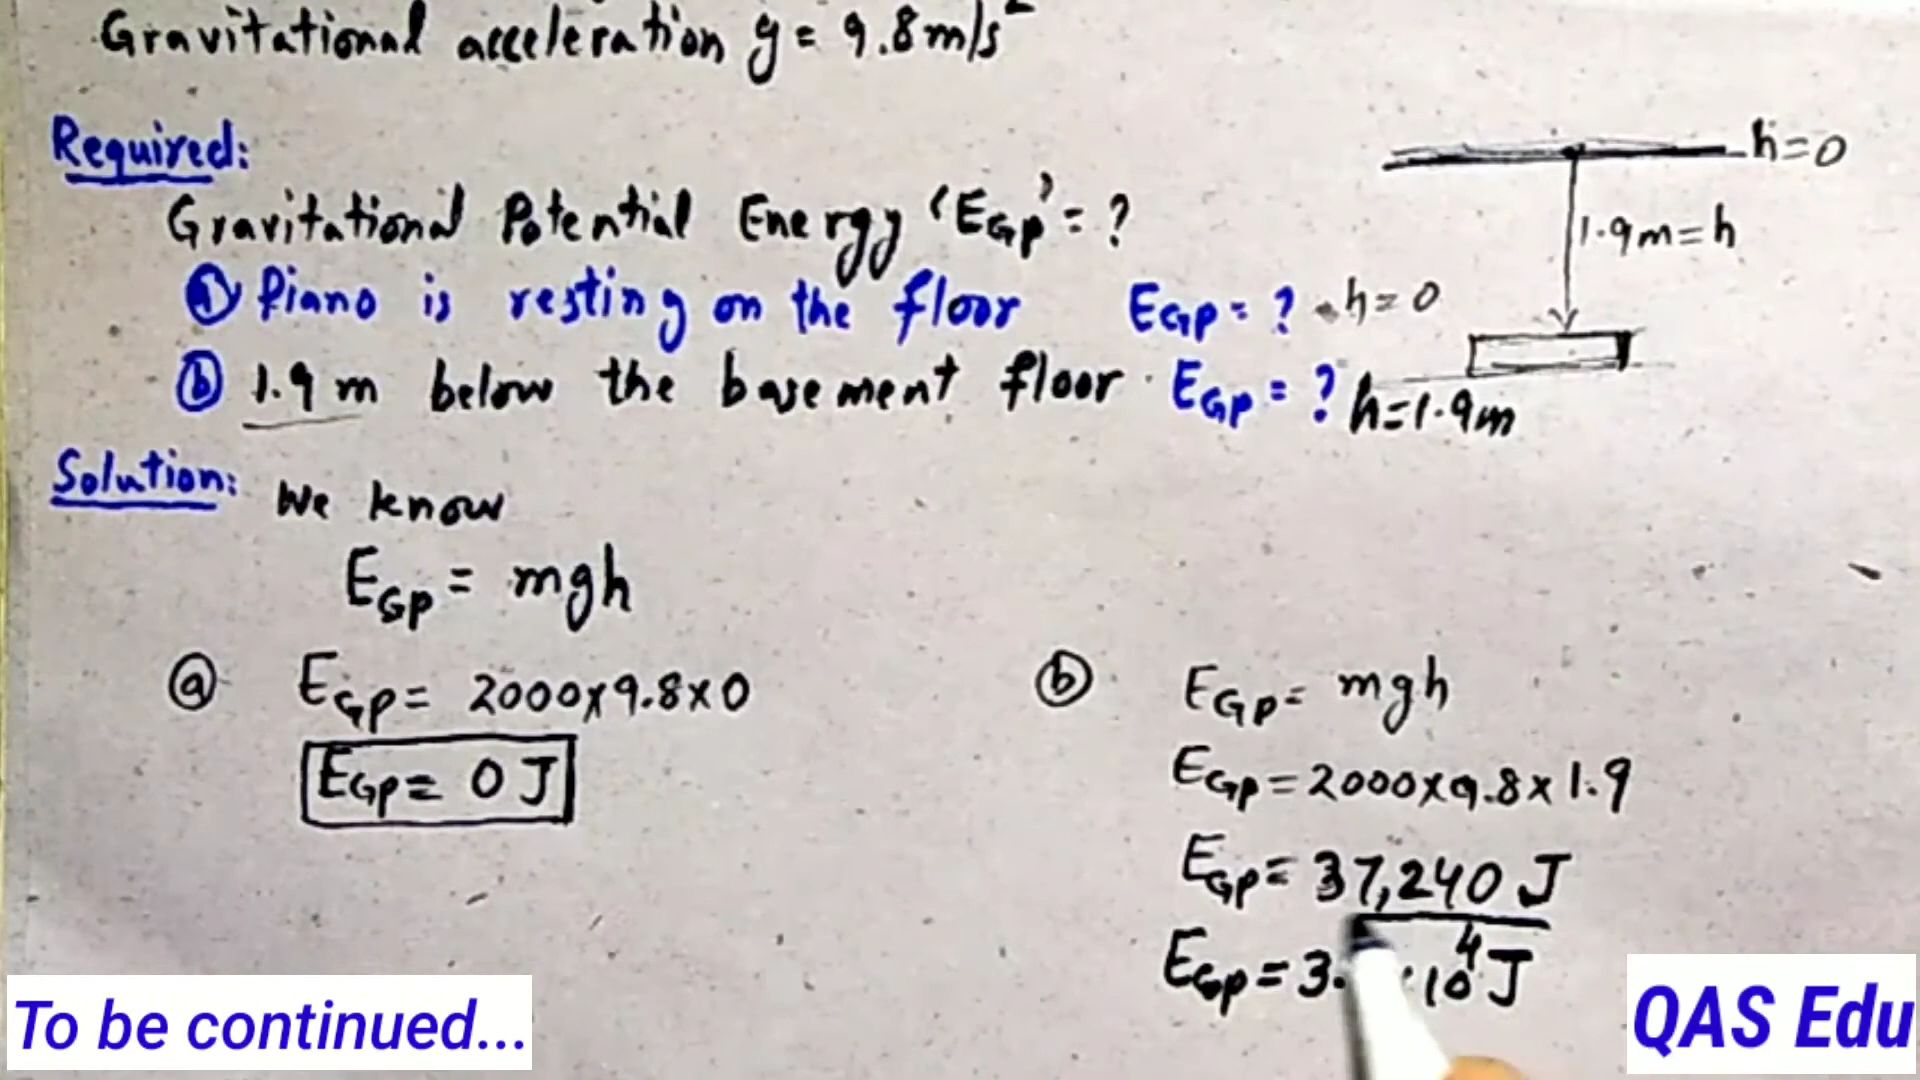 Gravitational acceleration g = 9.8 m/s²
Required:
Gravitational Potential Energy 'EGP' = ?
ⓐ Piano is resting on the floor EGP = ? h = 0
ⓑ 1.9 m below the basement floor EGP = ? h = 1.9m
h = 0
1.9m = h
Solution: We know
EGP = mgh
ⓐ EGP = 2000 x 9.8 x 0
EGP = 0 J
ⓑ EGP = mgh
EGP = 2000 x 9.8 x 1.9
EGP = 37,240 J
EGP = 3. 10⁴ J
To be continued...
QAS Edu